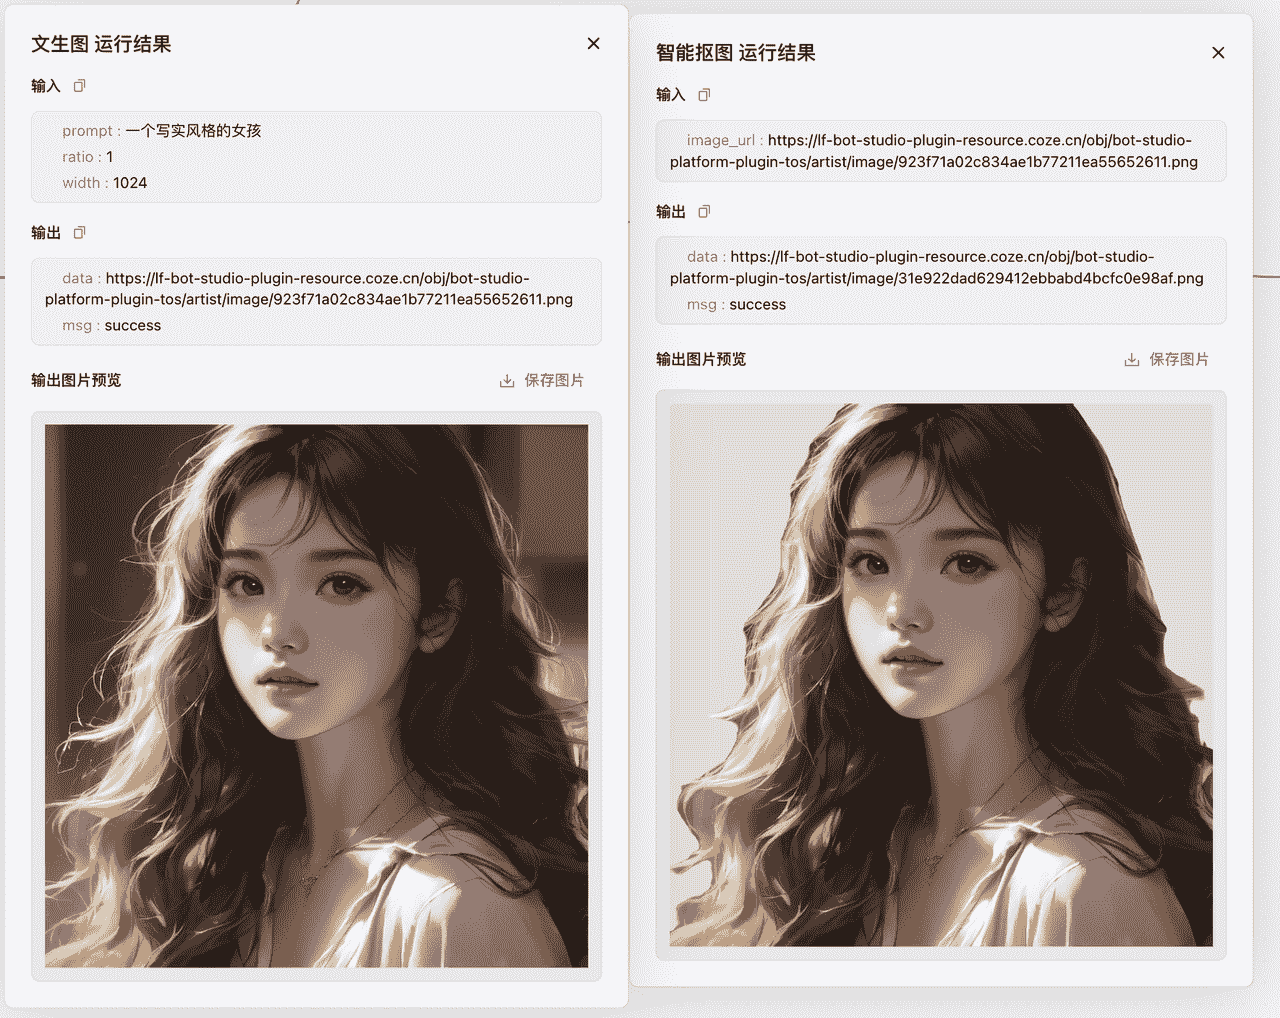 文生图 运行结果
输入
prompt : 一个写实风格的女孩
ratio : 1
width : 1024
输出
data : https://lf-bot-studio-plugin-resource.coze.cn/obj/bot-studio-
platform-plugin-tos/artist/image/923f71a02c834ae1b77211ea55652611.png
msg : success
输出图片预览
保存图片
智能抠图 运行结果
输入
image_url : https://lf-bot-studio-plugin-resource.coze.cn/obj/bot-studio-
platform-plugin-tos/artist/image/923f71a02c834ae1b77211ea55652611.png
输出
data : https://lf-bot-studio-plugin-resource.coze.cn/obj/bot-studio-
platform-plugin-tos/artist/image/31e922dad629412ebbabd4bcfc0e98af.png
msg : success
输出图片预览
保存图片